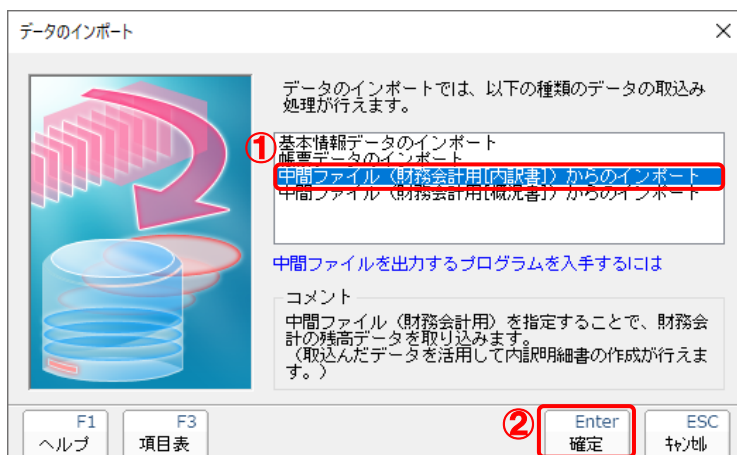 データのインポート
データのインポートでは、以下の種類のデータの取込み
処理が行えます。
①
基本情報データのインポート
帳票データのインポート
中間ファイル（財務会計用[内訳書]）からのインポート
中間ファイル（財務会計用[概況書]）からのインポート
中間ファイルを出力するプログラムを入手するには
コメント
中間ファイル（財務会計用）を指定することで、財務会
計の残高データを取り込みます。
（取込んだデータを活用して内訳明細書の作成が行えま
す。）
F1
ヘルプ
F3
項目表
②
Enter
確定
ESC
ｷｬﾝｾﾙ